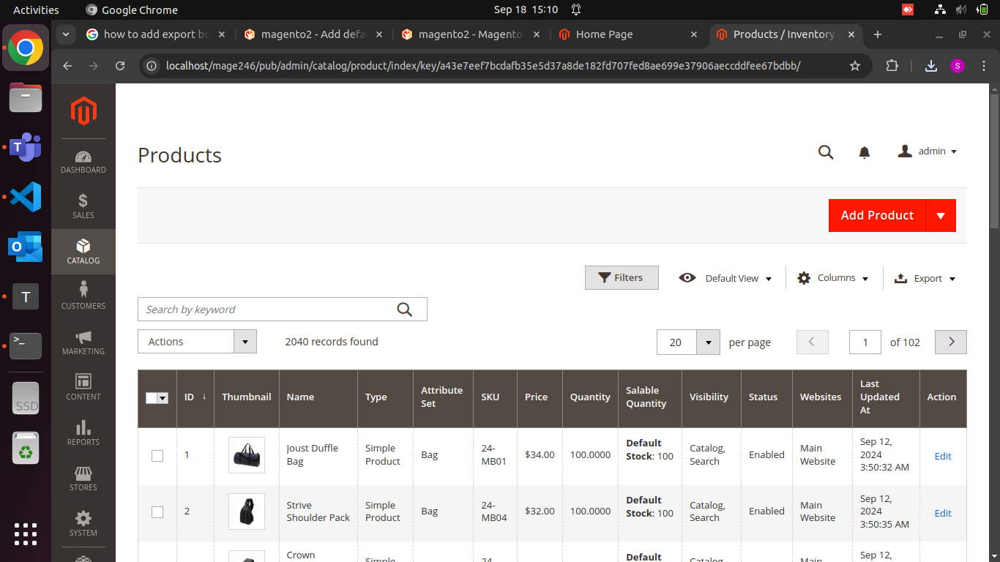 Activities
Google Chrome
Sep 18 15:10
how to add export bu
magento2 - Add defa
magento2 - Magento
Home Page
Products / Inventory
localhost/mage246/pub/admin/catalog/product/index/key/a43e7eef7bcdafb35e5d37a8de182fd707fed8ae699e37906aeccddfee67bdbb/
S
DASHBOARD
SALES
CATALOG
CUSTOMERS
MARKETING
CONTENT
REPORTS
STORES
SYSTEM
T
O
T
>_
SSD
Products
admin
Add Product
Filters
Default View
Columns
Export
Search by keyword
Actions
2040 records found
20
per page
1
of 102
ID ↓
Thumbnail
Name
Type
Attribute
Set
SKU
Price
Quantity
Salable
Quantity
Visibility
Status
Websites
Last
Updated
At
Action
1
Joust Duffle
Bag
Simple
Product
Bag
24-
MB01
$34.00
100.0000
Default
Stock: 100
Catalog,
Search
Enabled
Main
Website
Sep 12,
2024
3:50:32 AM
Edit
2
Strive
Shoulder Pack
Simple
Product
Bag
24-
MB04
$32.00
100.0000
Default
Stock: 100
Catalog,
Search
Enabled
Main
Website
Sep 12,
2024
3:50:35 AM
Edit
Crown
Simple
24-
Default
Catalog,
Main
Sep 12,